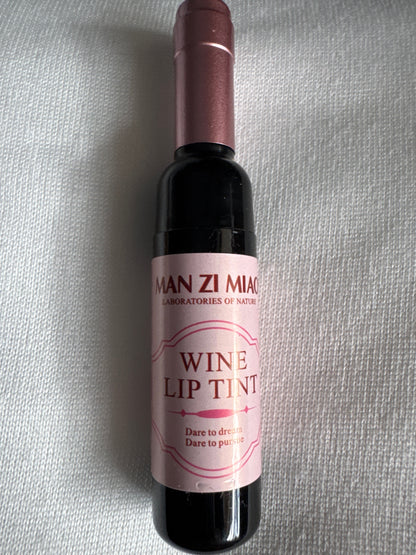 MAN ZI MIAO
LABORATORIES OF NATURE
WINE
LIP TINT
Dare to dream
Dare to pursue